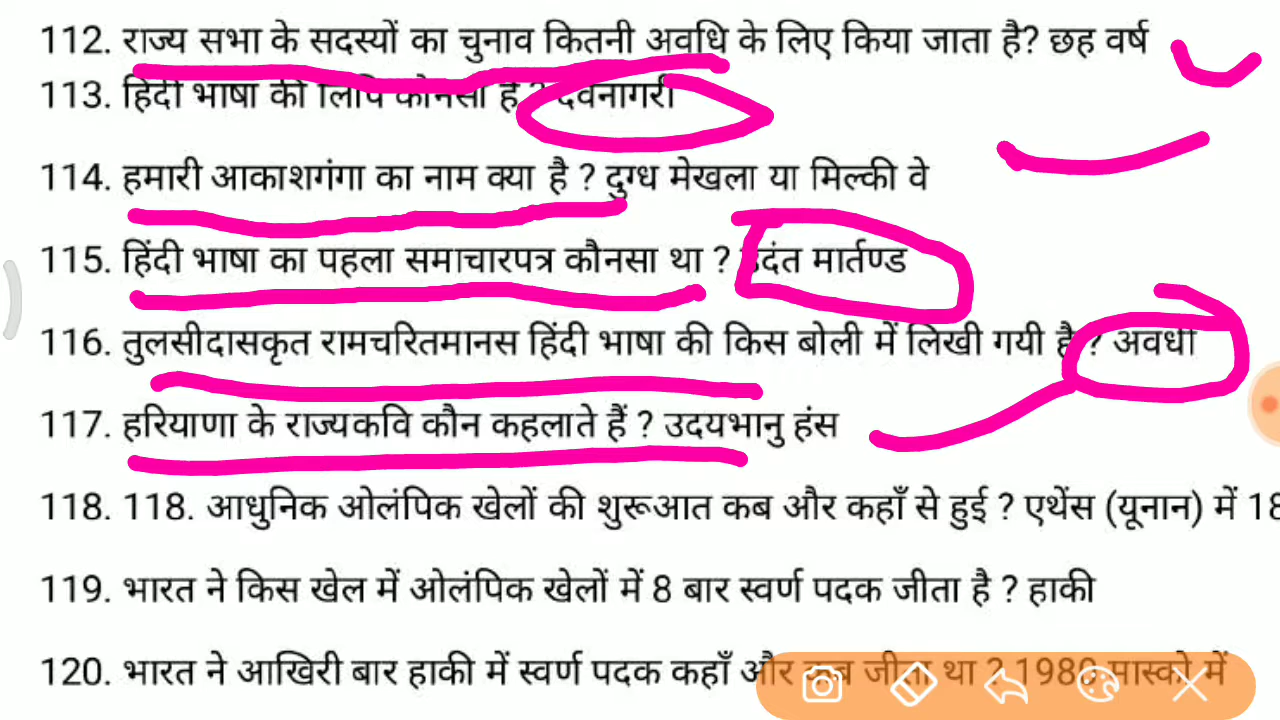 112. राज्य सभा के सदस्यों का चुनाव कितनी अवधि के लिए किया जाता है? छह वर्ष
113. हिंदी भाषा की लिपि कौनसी है ? देवनागरी
114. हमारी आकाशगंगा का नाम क्या है ? दुग्ध मेखला या मिल्की वे
115. हिंदी भाषा का पहला समाचारपत्र कौनसा था ? उदंत मार्तण्ड
116. तुलसीदासकृत रामचरितमानस हिंदी भाषा की किस बोली में लिखी गयी है ? अवधी
117. हरियाणा के राज्यकवि कौन कहलाते हैं ? उदयभानु हंस
118. 118. आधुनिक ओलंपिक खेलों की शुरूआत कब और कहाँ से हुई ? एथेंस (यूनान) में
119. भारत ने किस खेल में ओलंपिक खेलों में 8 बार स्वर्ण पदक जीता है ? हाकी
120. भारत ने आखिरी बार हाकी में स्वर्ण पदक कहाँ और कब जीता था ? 1980 मास्को में